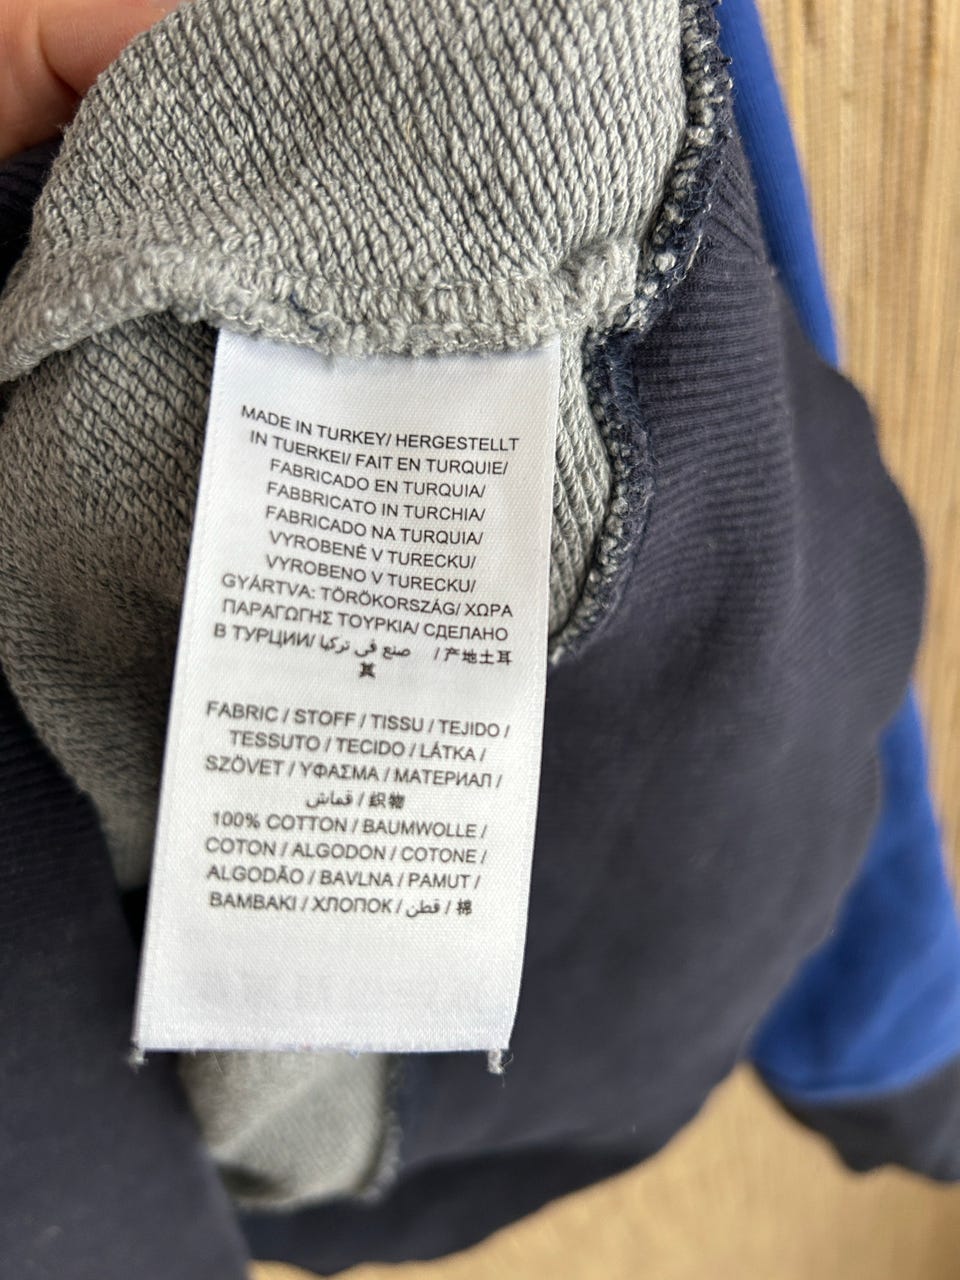 MADE IN TURKEY/ HERGESTELLT
IN TUERKEI/ FAIT EN TURQUIE/
FABRICADO EN TURQUIA/
FABBRICATO IN TURCHIA/
FABRICADO NA TURQUIA/
VYROBENÉ V TURECKU/
VYROBENO V TURECKU/
GYÁRTVA: TÖRÖKORSZÁG/ ΧΩΡΑ
ΠΑΡΑΓΩΓΗΣ ΤΟΥΡΚΙΑ/ СДЕЛАНО
В ТУРЦИИ/ صنع في تركيا / 产地土耳
其
FABRIC / STOFF / TISSU / TEJIDO /
TESSUTO / TECIDO / LÁTKA /
SZÖVET / ΥΦΑΣΜΑ / МАТЕРИАЛ /
قماش / 织物
100% COTTON / BAUMWOLLE /
COTON / ALGODON / COTONE /
ALGODÃO / BAVLNA / PAMUT /
ΒΑΜΒΑΚΙ / ХЛОПОК / قطن / 棉